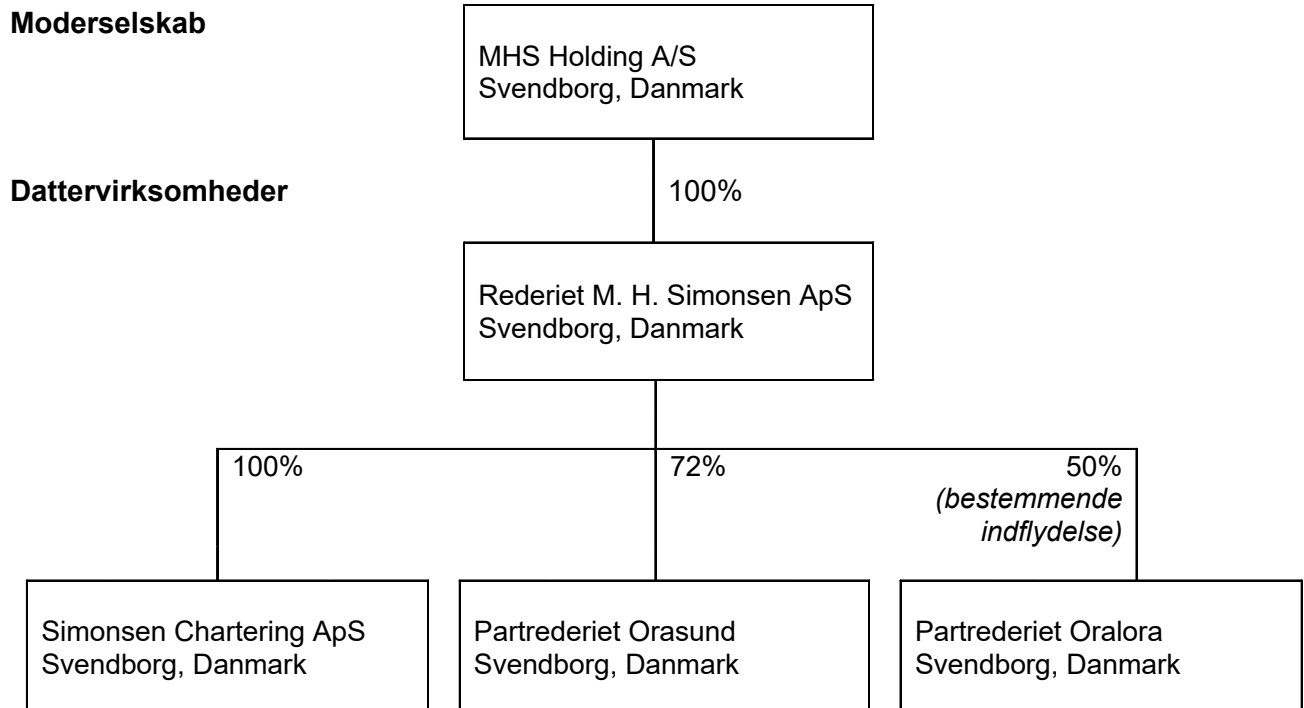 Moderselskab
MHS Holding A/S
Svendborg, Danmark
Dattervirksomheder
100%
Rederiet M. H. Simonsen ApS
Svendborg, Danmark
100%
72%
50%
(bestemmende
indflydelse)
Simonsen Chartering ApS
Svendborg, Danmark
Partrederiet Orasund
Svendborg, Danmark
Partrederiet Oralora
Svendborg, Danmark